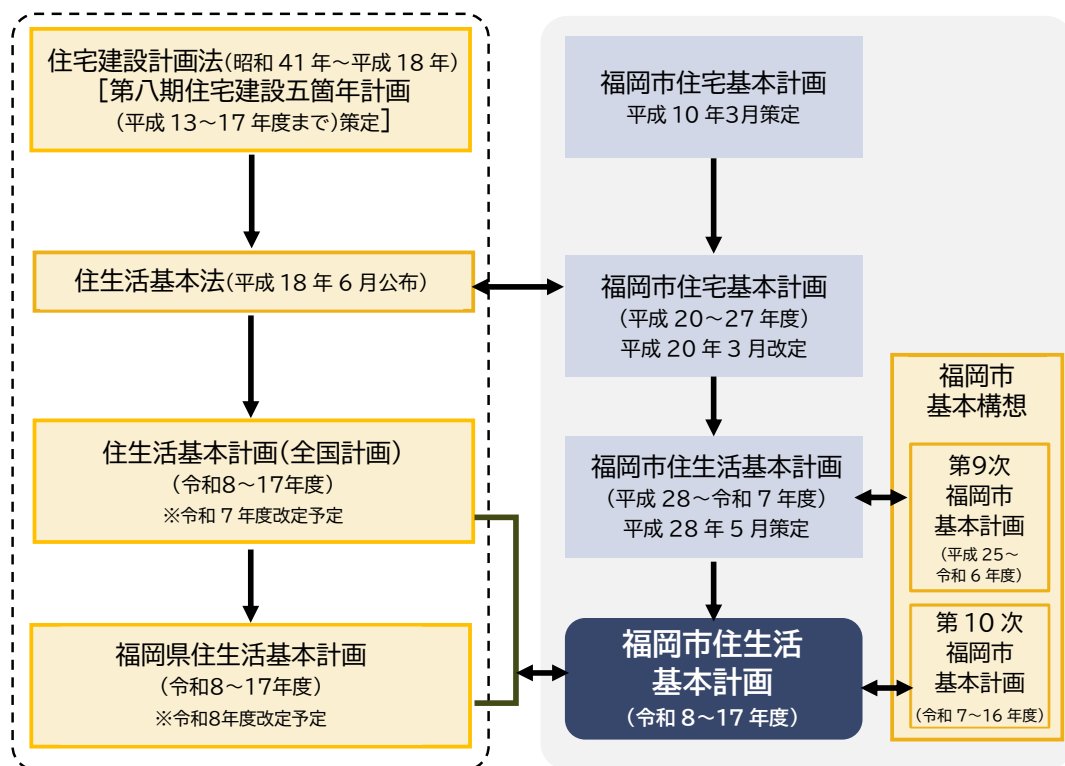 住宅建設計画法(昭和 41 年～平成 18 年)
[第八期住宅建設五箇年計画
(平成 13～17 年度まで)策定]
住生活基本法(平成 18 年 6 月公布)
住生活基本計画(全国計画)
(令和8～17年度)
※令和 7 年度改定予定
福岡県住生活基本計画
(令和8～17年度)
※令和8年度改定予定
福岡市住宅基本計画
平成 10 年3月策定
福岡市住宅基本計画
(平成 20～27 年度)
平成 20 年 3 月改定
福岡市住生活基本計画
(平成 28～令和 7 年度)
平成 28 年 5 月策定
福岡市住生活
基本計画
(令和 8～17 年度)
福岡市
基本構想
第9次
福岡市
基本計画
(平成 25～
令和 6 年度)
第 10 次
福岡市
基本計画
(令和 7～16 年度)